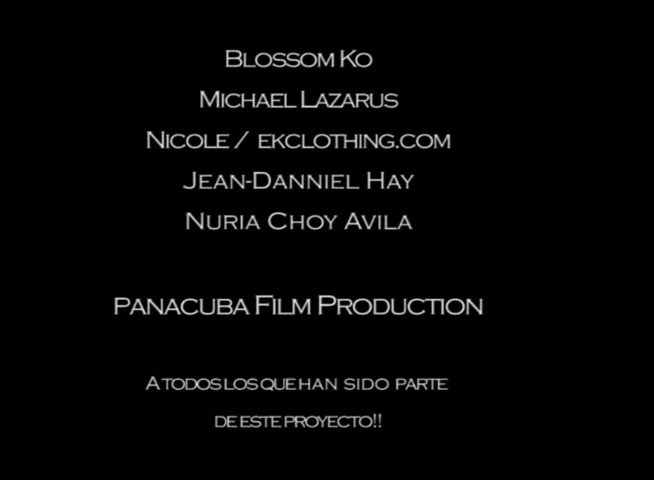 BLOSSOM KO
MICHAEL LAZARUS
NICOLE / EKCLOTHING.COM
JEAN-DANNIEL HAY
NURIA CHOY AVILA
PANACUBA FILM PRODUCTION
A TODOS LOS QUE HAN SIDO PARTE
DE ESTE PROYECTO!!